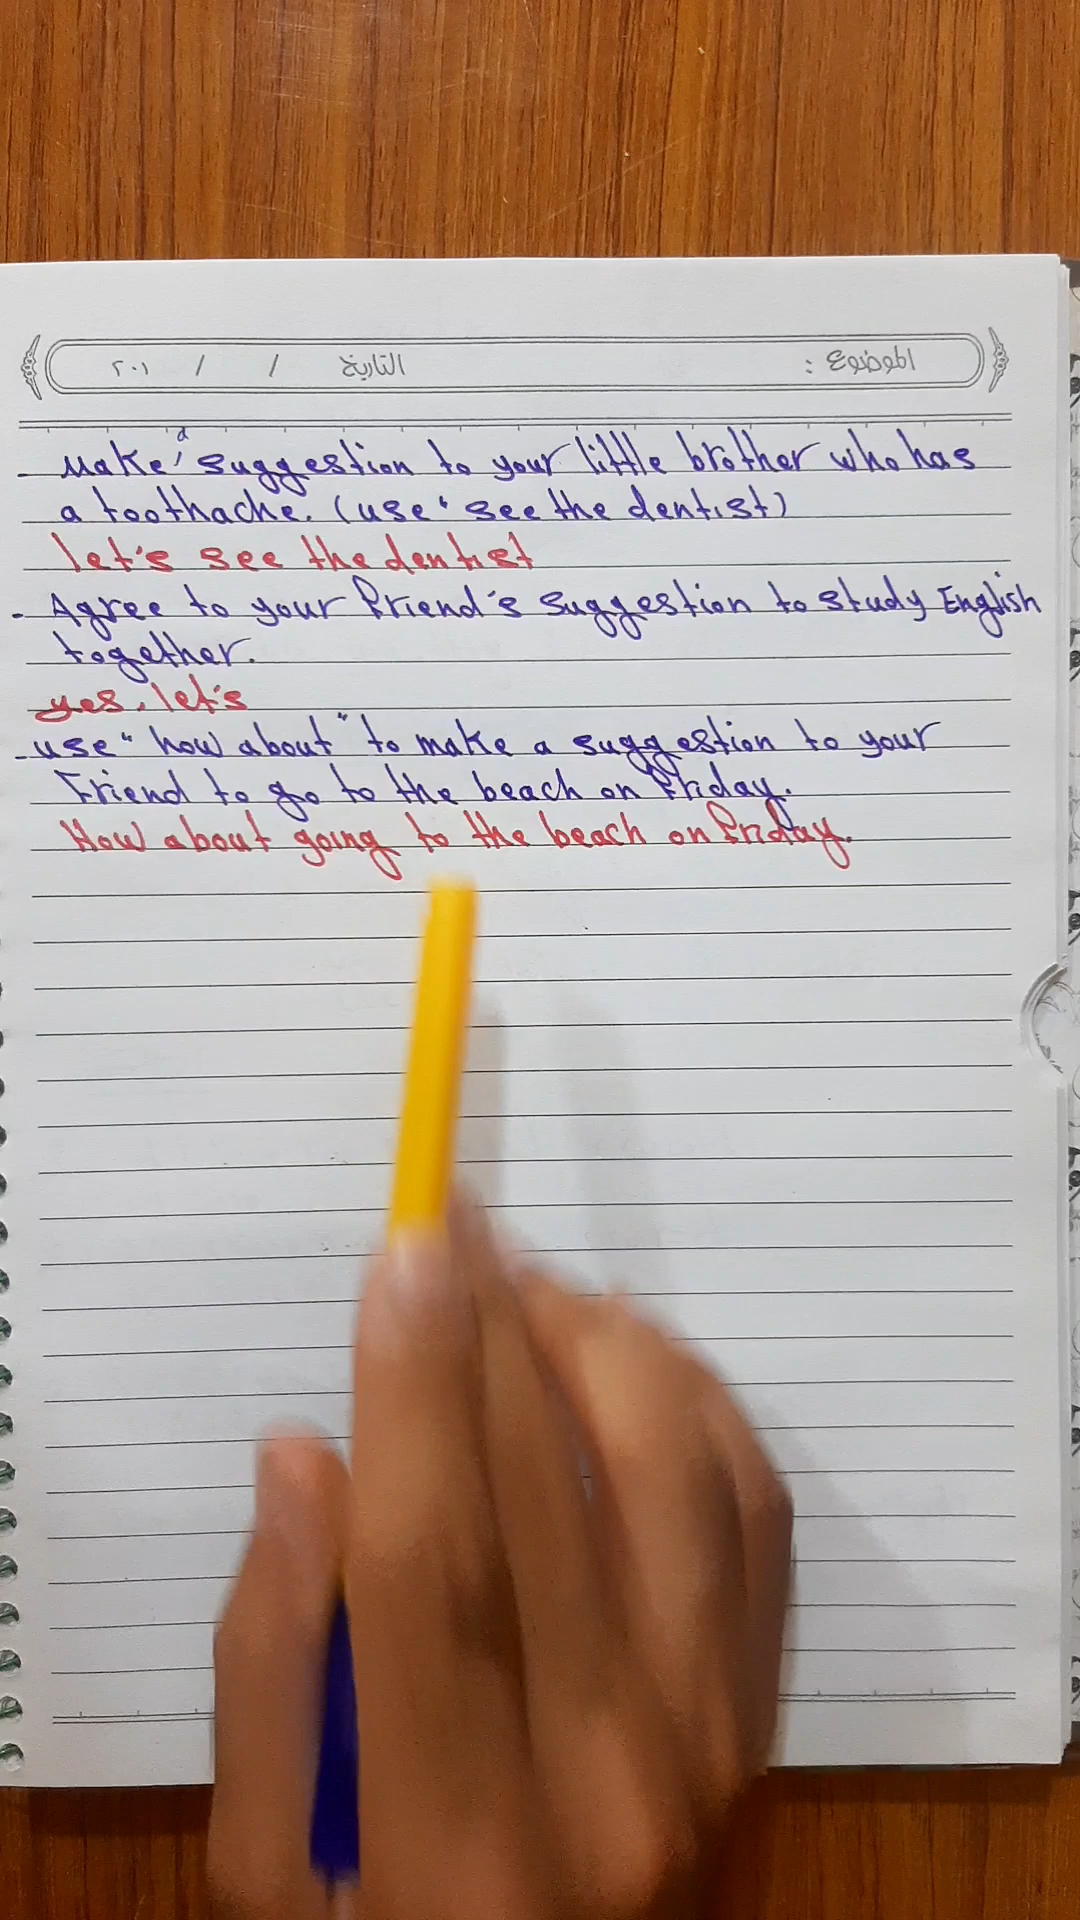 الموضوع : التاريخ / / ٢٠١
- Make a suggestion to your little brother who has
a toothache. (use " see the dentist)
let's see the dentist
- Agree to your friend's suggestion to study English
together.
yes, let's
- use " how about " to make a suggestion to your
Friend to go to the beach on Friday.
How about going to the beach on Friday.